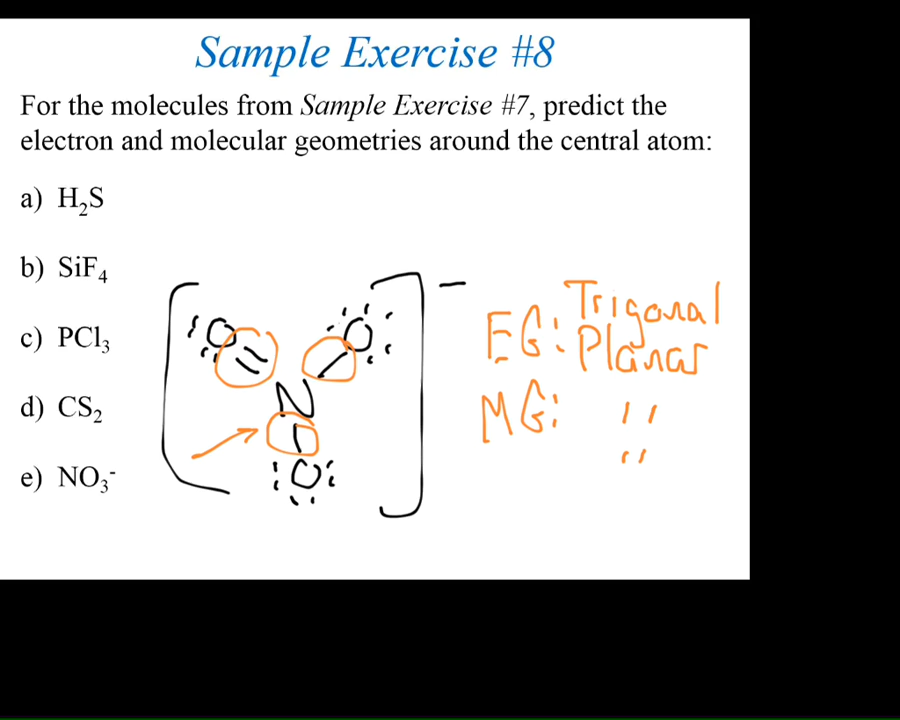 Sample Exercise #8
For the molecules from Sample Exercise #7, predict the
electron and molecular geometries around the central atom:
a) H₂S
b) SiF₄
c) PCl₃
d) CS₂
e) NO₃⁻
O O −
N
O
EG: Trigonal
Planar
MG: " "